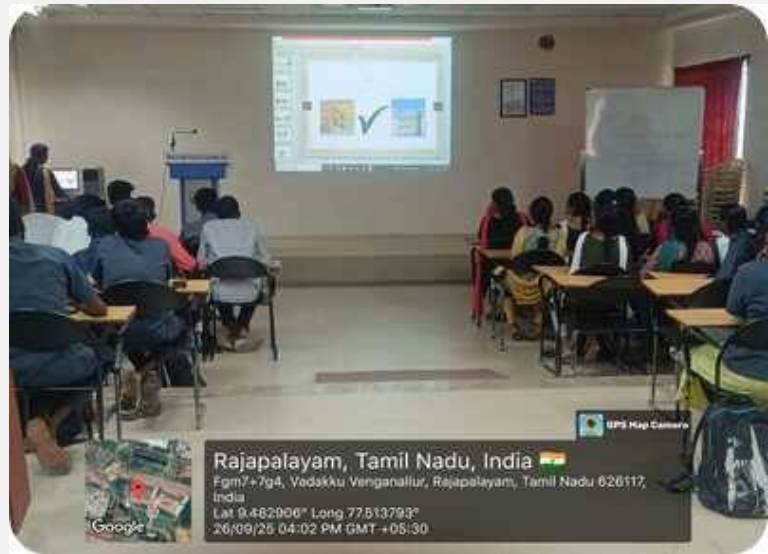 GPS Map Camera
Rajapalayam, Tamil Nadu, India
Fgm7+7g4, Vadakku Venganallur, Rajapalayam, Tamil Nadu 626117,
India
Lat 9.482906° Long 77.513793°
26/09/25 04:02 PM GMT +05:30
Google